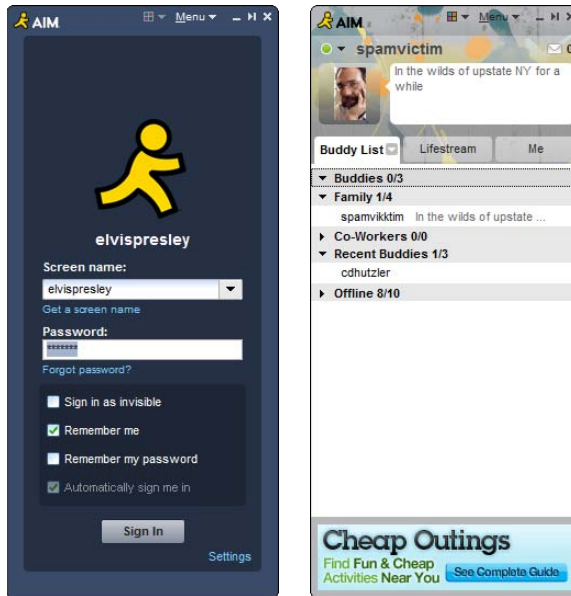 AIM
Menu
elvispresley
Screen name:
elvispresley
Get a screen name
Password:
*******
Forgot password?
Sign in as invisible
Remember me
Remember my password
Automatically sign me in
Sign In
Settings
AIM
Menu
spamvictim
In the wilds of upstate NY for a
while
Buddy List
Lifestream
Me
Buddies 0/3
Family 1/4
spamvikktim In the wilds of upstate ...
Co-Workers 0/0
Recent Buddies 1/3
cdhutzler
Offline 8/10
Cheap Outings
Find Fun & Cheap
Activities Near You
See Complete Guide